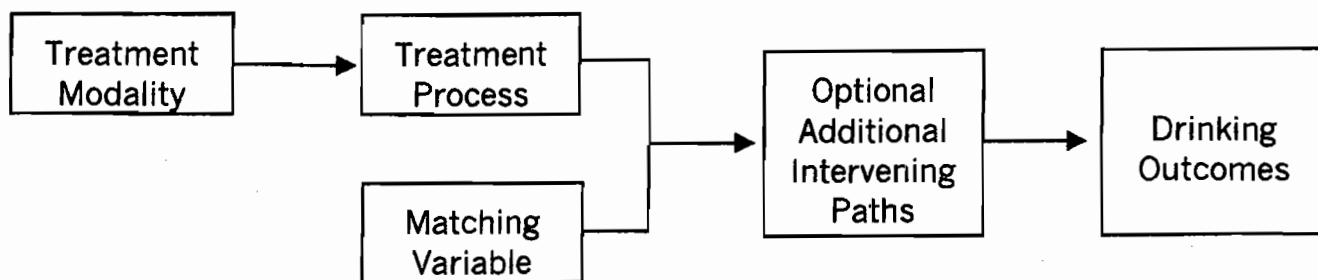 Treatment
Modality
Treatment
Process
Matching
Variable
Optional
Additional
Intervening
Paths
Drinking
Outcomes